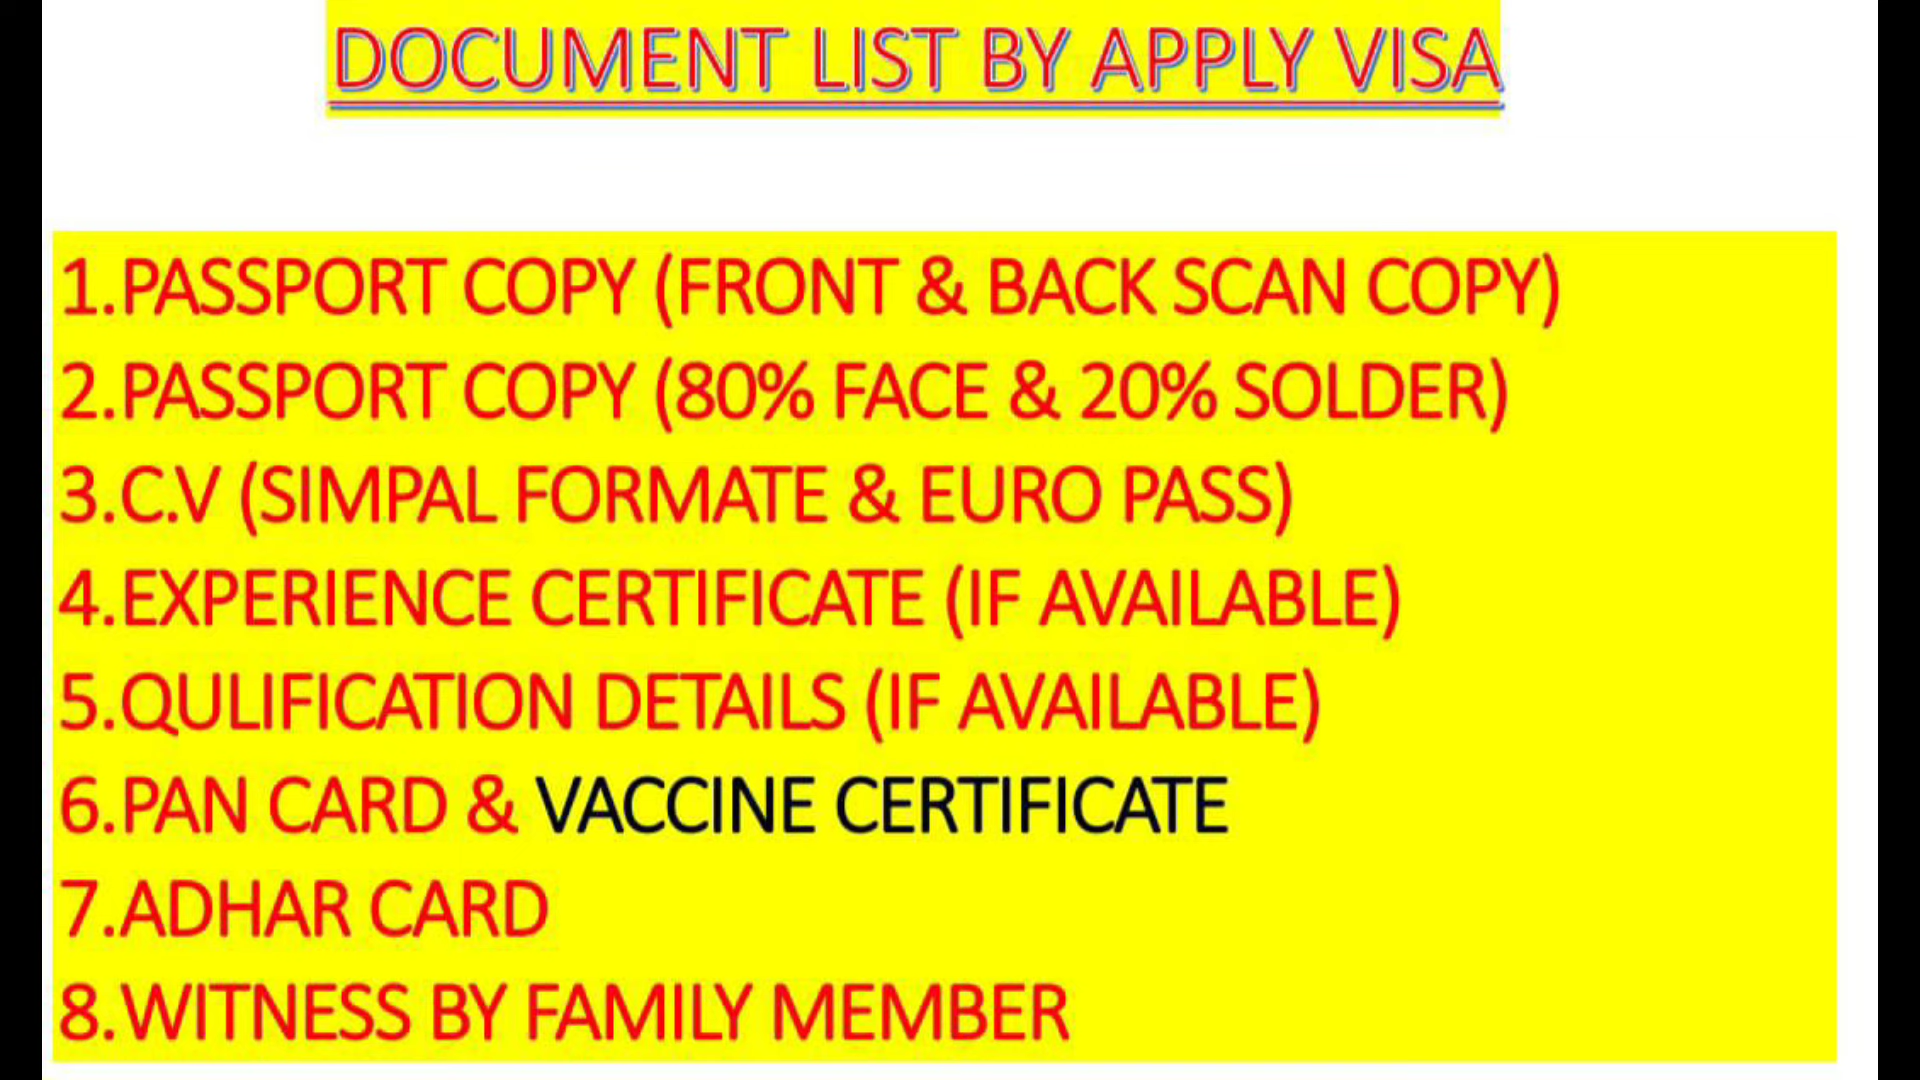 DOCUMENT LIST BY APPLY VISA
1.PASSPORT COPY (FRONT & BACK SCAN COPY)
2.PASSPORT COPY (80% FACE & 20% SOLDER)
3.C.V (SIMPAL FORMATE & EURO PASS)
4.EXPERIENCE CERTIFICATE (IF AVAILABLE)
5.QULIFICATION DETAILS (IF AVAILABLE)
6.PAN CARD & VACCINE CERTIFICATE
7.ADHAR CARD
8.WITNESS BY FAMILY MEMBER